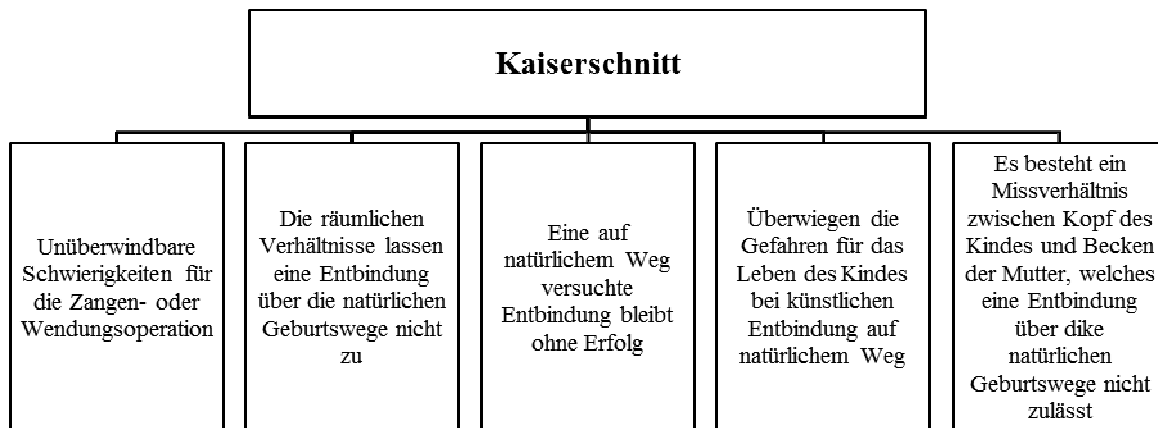 Kaiserschnitt
Unüberwindbare
Schwierigkeiten für
die Zangen- oder
Wendungsoperation
Die räumlichen
Verhältnisse lassen
eine Entbindung
über die natürlichen
Geburtswege nicht
zu
Eine auf
natürlichem Weg
versuchte
Entbindung bleibt
ohne Erfolg
Überwiegen die
Gefahren für das
Leben des Kindes
bei künstlichen
Entbindung auf
natürlichem Weg
Es besteht ein
Missverhältnis
zwischen Kopf des
Kindes und Becken
der Mutter, welches
eine Entbindung
über dike
natürlichen
Geburtswege nicht
zulässt